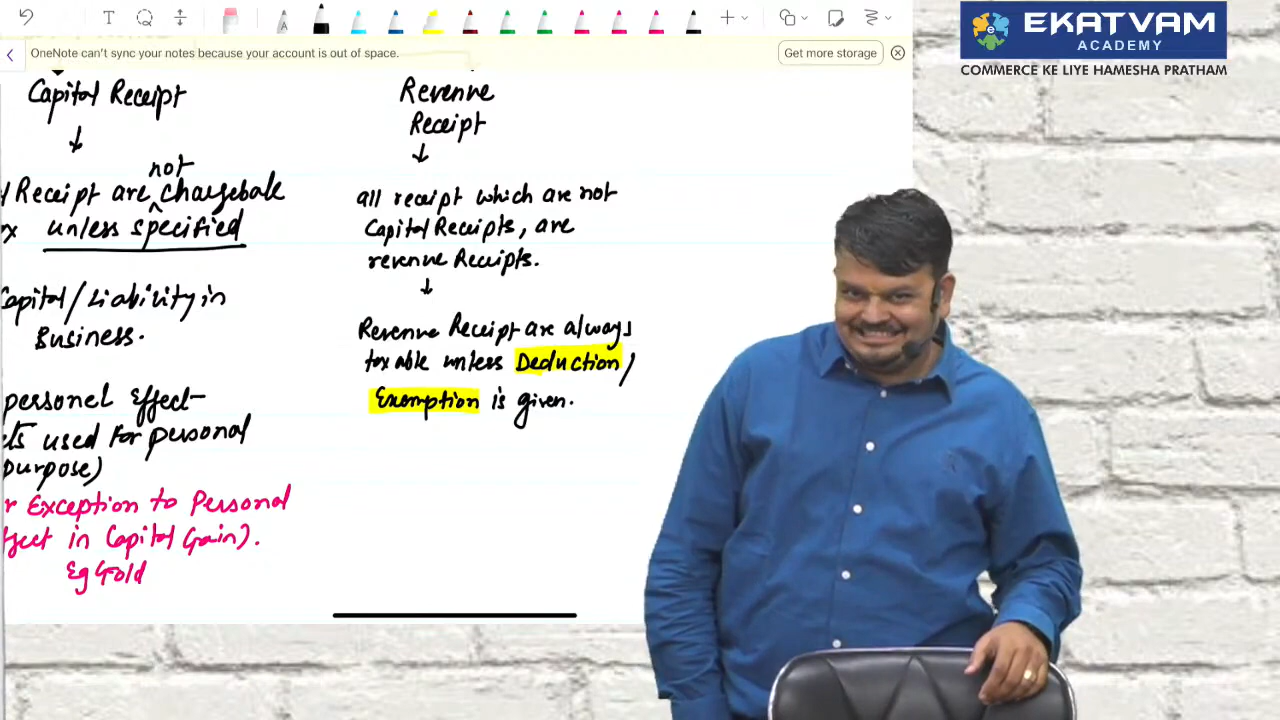 EKATVAM
ACADEMY
COMMERCE KE LIYE HAMESHA PRATHAM
OneNote can't sync your notes because your account is out of space.
Get more storage
Capital Receipt
not
Receipt are chargebale
unless specified
Capital/Liability in
Business.
personel Effect-
used for personal
purpose)
Exception to Personal
in Capital Gain).
Eg Gold
Revenue
Receipt
all receipt which are not
Capital Receipts, are
revenue Receipts.
Revenue Receipt are always
taxable unless Deduction/
Exemption is given.